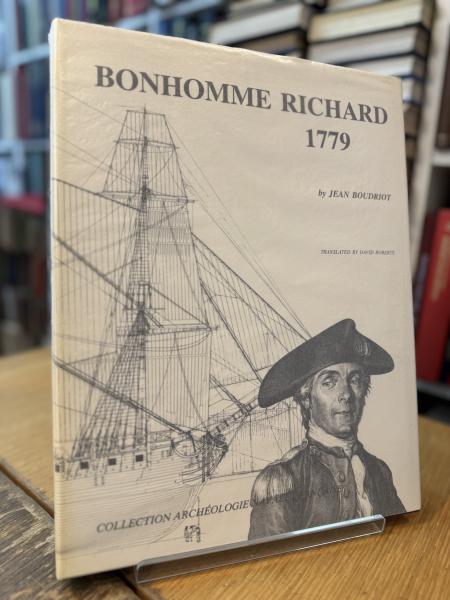 BONHOMME RICHARD
1779
by JEAN BOUDRIOT
TRANSLATED BY DAVID ROBERTS
COLLECTION ARCHÉOLOGIE